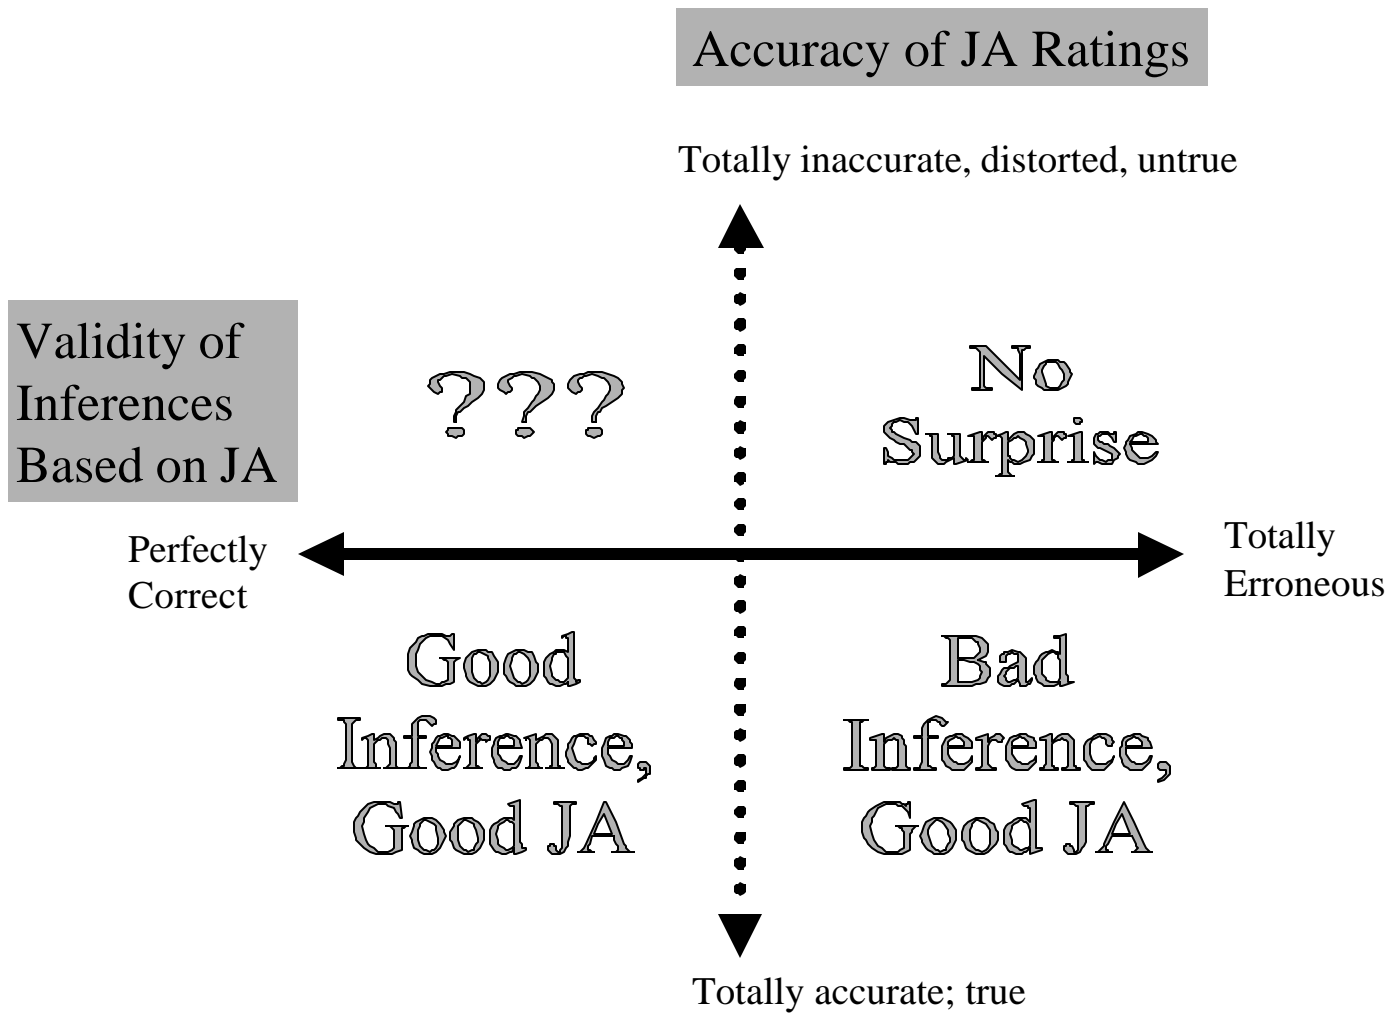 Accuracy of JA Ratings
Totally inaccurate, distorted, untrue
Validity of
Inferences
Based on JA
???
No
Surprise
Perfectly
Correct
Totally
Erroneous
Good
Inference,
Good JA
Bad
Inference,
Good JA
Totally accurate; true